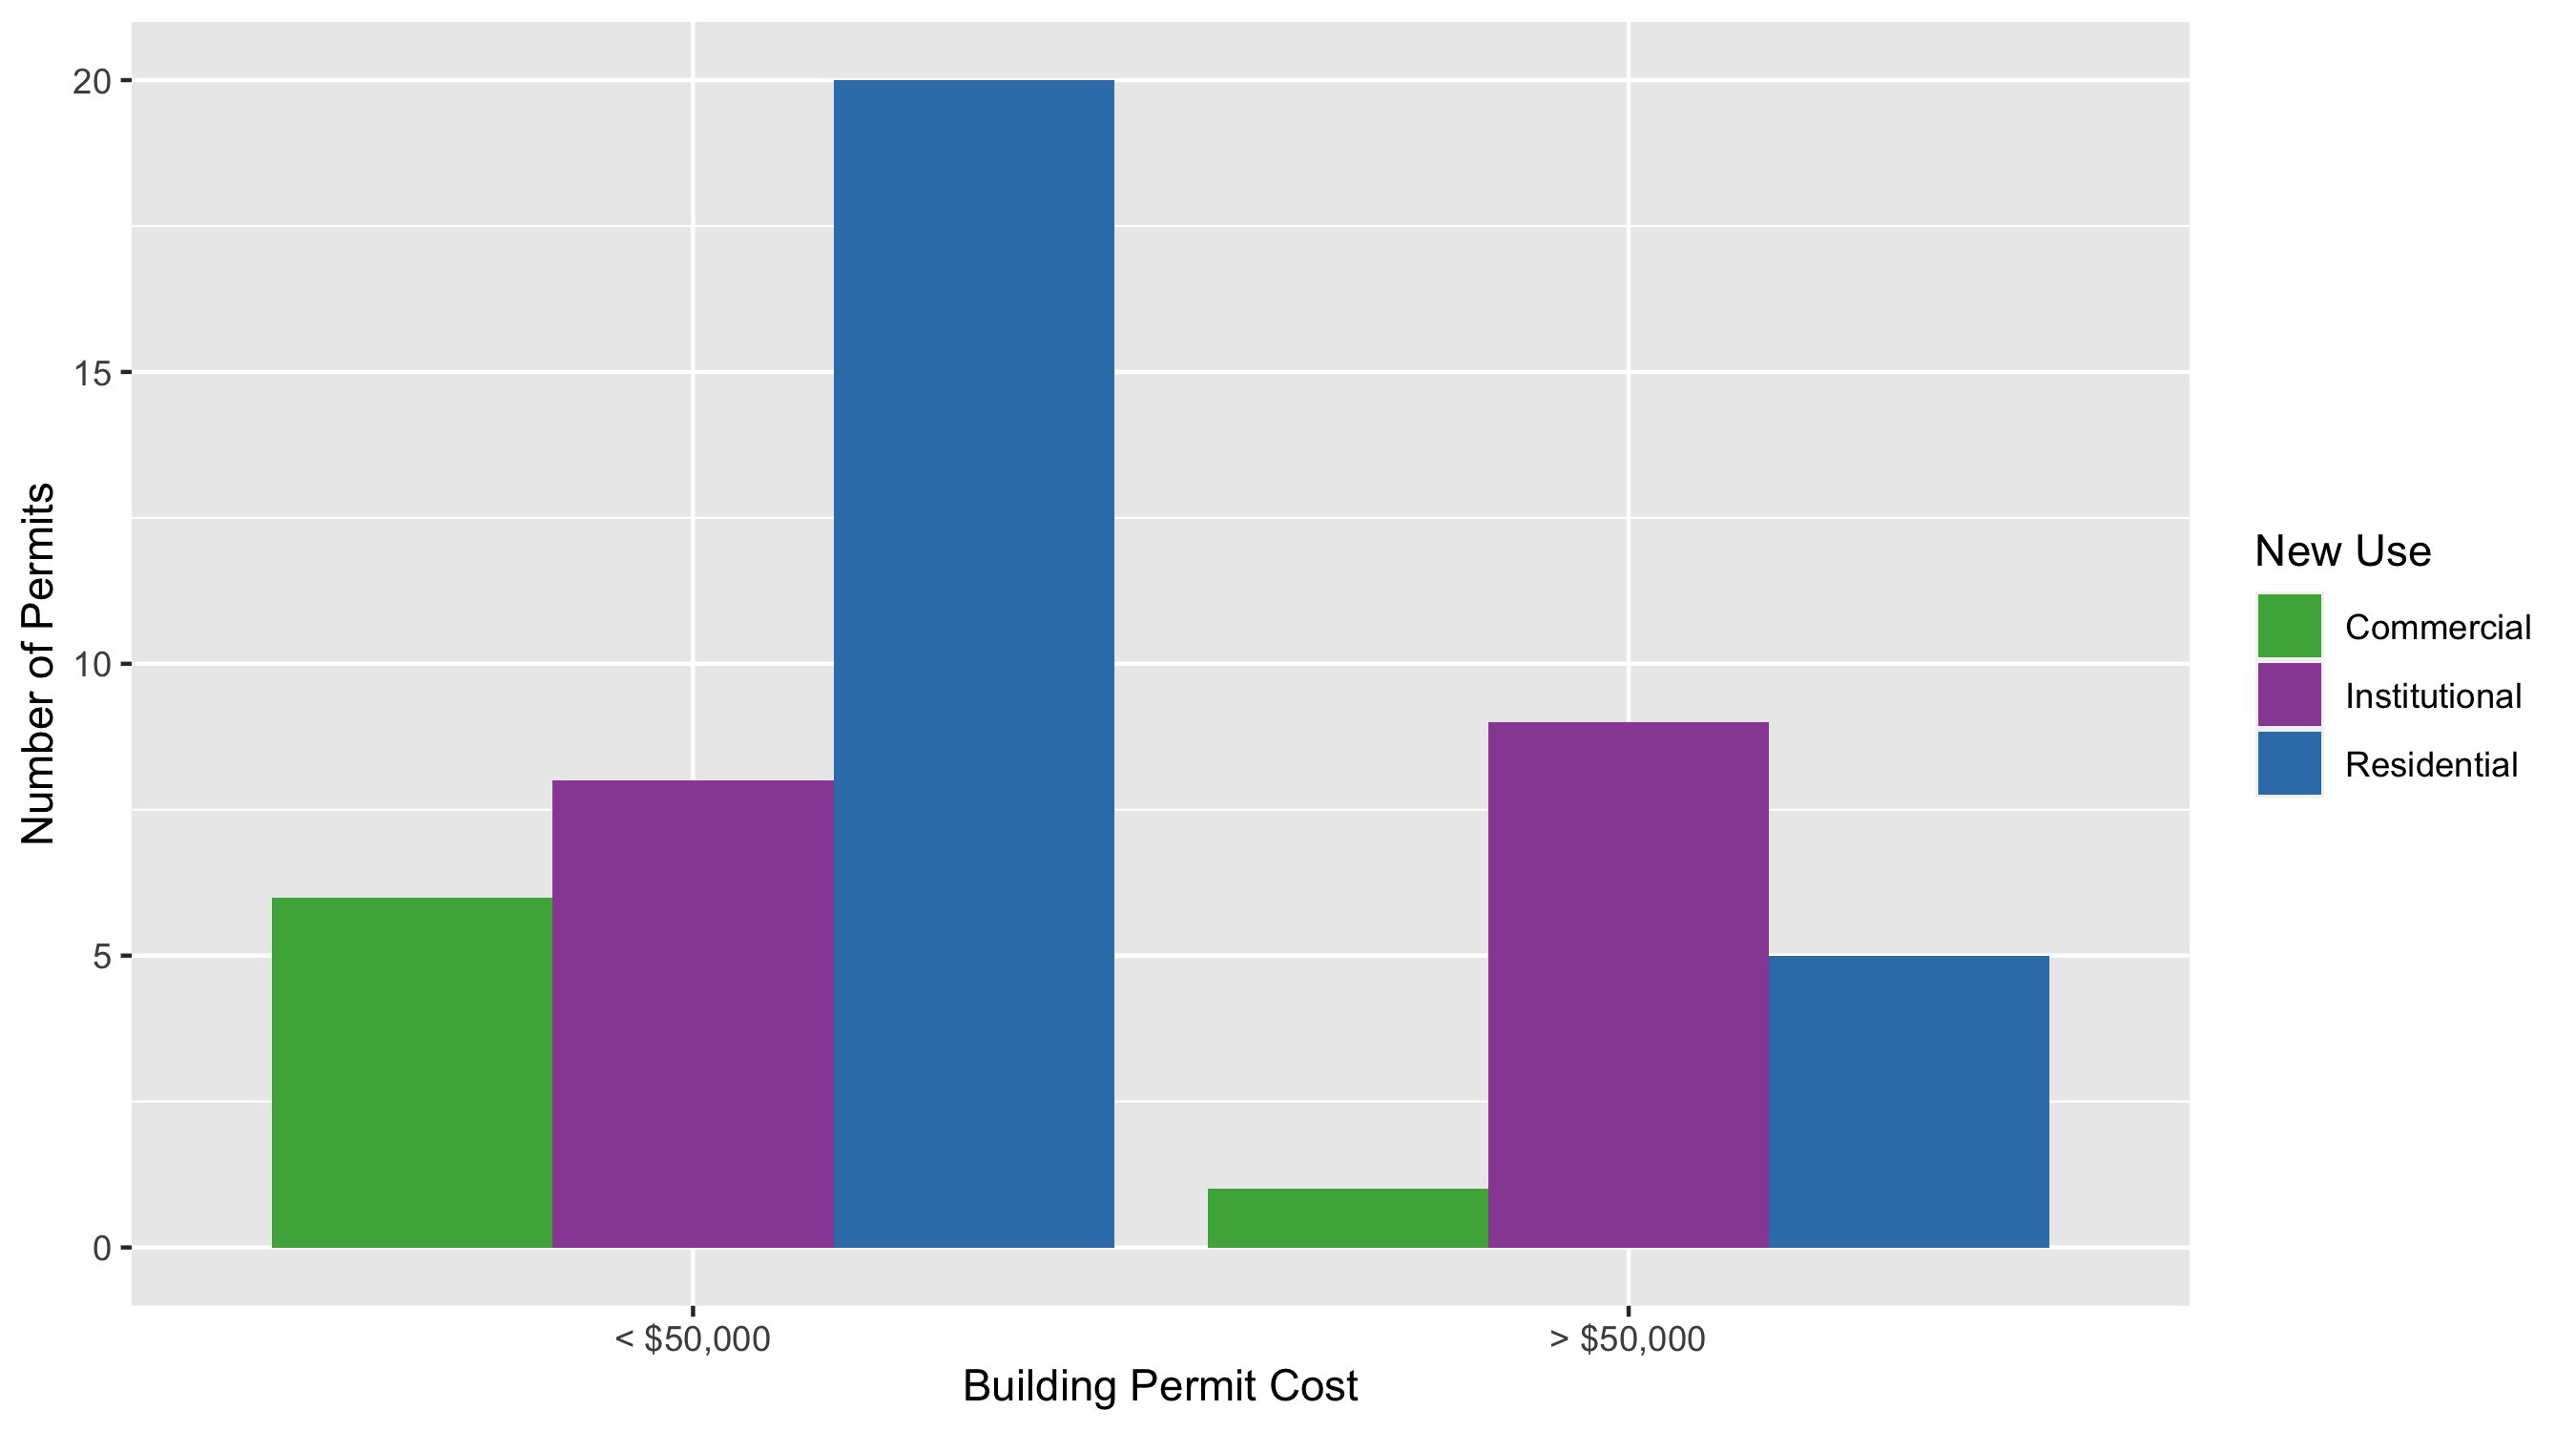 20
15
10
5
0
Number of Permits
< $50,000
> $50,000
Building Permit Cost
New Use
Commercial
Institutional
Residential